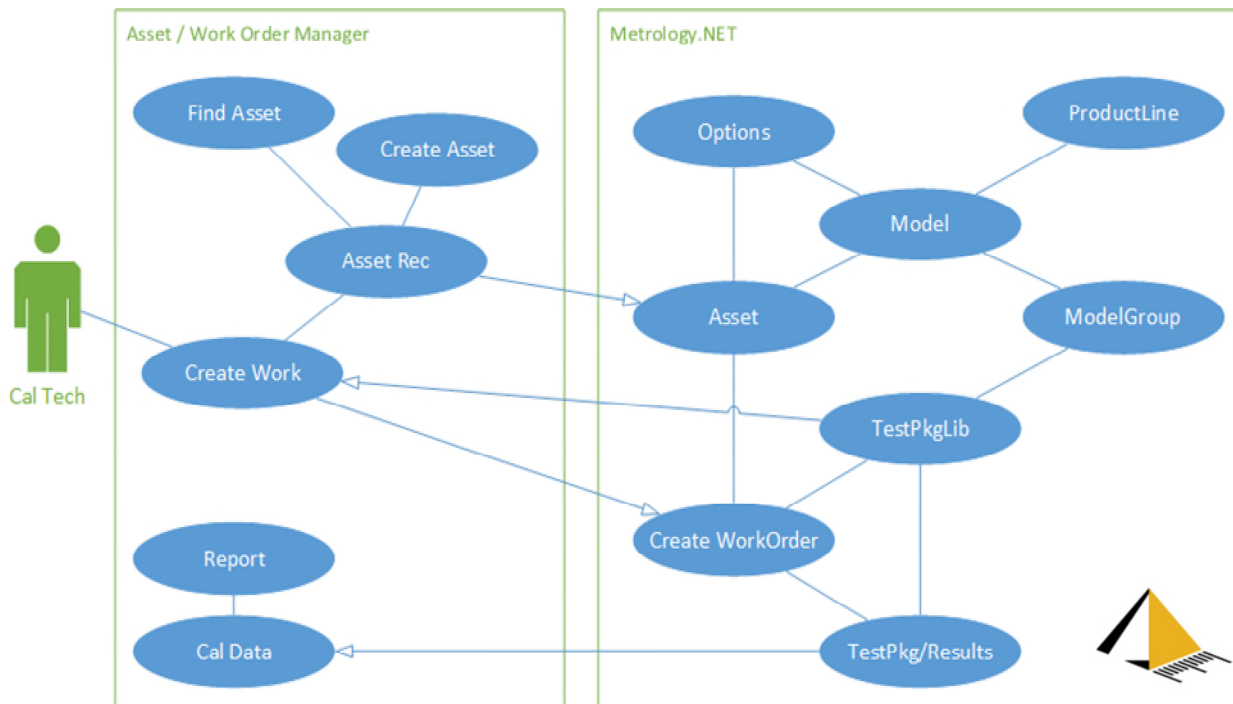 Asset / Work Order Manager
Find Asset
Create Asset
Asset Rec
Create Work
Cal Tech
Report
Cal Data
Metrology.NET
Options
ProductLine
Model
Asset
ModelGroup
TestPkgLib
Create WorkOrder
TestPkg/Results